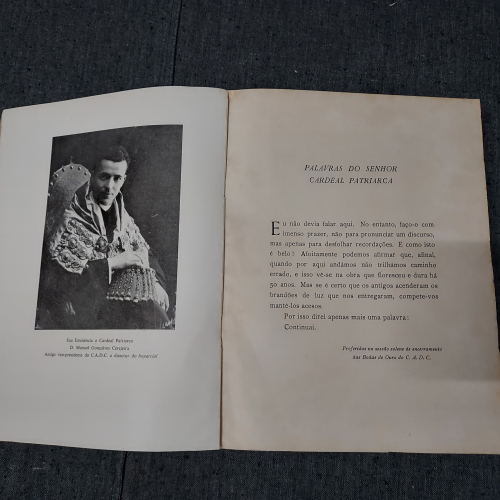 Sua Eminência o Cardeal Patriarca
D. Manuel Gonçalves Cerejeira
Antigo vice-presidente do C.A.D.C. e director do Imparcial
PALAVRAS DO SENHOR
CARDEAL PATRIARCA
Eu não devia falar aqui. No entanto, faço-o com
imenso prazer, não para pronunciar um discurso,
mas apenas para desfolhar recordações. E como isto
é belo! Afoitamente podemos afirmar que, afinal,
quando por aqui andámos não trilhámos caminho
errado, e isso vê-se na obra que floresceu e dura há
50 anos. Mas se é certo que os antigos acenderam os
brandões de luz que nos entregaram, compete-vos
mantê-los acesos.
Por isso direi apenas mais uma palavra:
Continuai.
Proferidas na sessão solene de encerramento
das Bodas de Ouro do C. A. D. C.